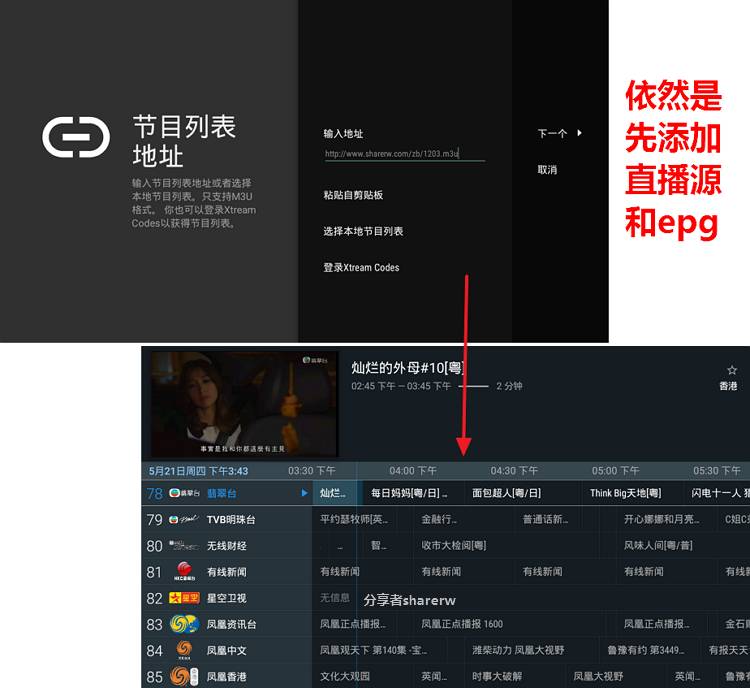 节目列表
地址
输入节目列表地址或者选择
本地节目列表。只支持M3U
格式。 你也可以登录Xtream
Codes以获得节目列表。
输入地址
http://www.sharerw.com/zb/1203.m3u
粘贴自剪贴板
选择本地节目列表
登录Xtream Codes
下一个
取消
依然是
先添加
直播源
和epg
翡翠台
事實是我和你都這麼有主見
灿烂的外母#10[粤]
02:45 下午 — 03:45 下午 2 分钟
香港
5月21日周四 下午3:43 03:30 下午 04:00 下午 04:30 下午 05:00 下午 05:30 下午
78 翡翠台 翡翠台 灿烂.. 每日妈妈[粤/日] .. 面包超人[粤/日] Think Big天地[粤] 闪电十一人
79 TVB明珠台 平约瑟牧师[英.. 金融行.. 普通话新.. 开心娜娜和月亮.. C姐C
80 无线财经 .. 智.. 收市大检阅[粤] 风味人间[粤/普]
81 有线新闻 有线新闻 有线新闻 有线新闻 有线新闻 有线
82 星空 星空卫视 无信息 分享者sharerw
83 凤凰资讯台 凤凰正点播报.. 凤凰正点播报 1600 凤凰正点播报.. 金石
84 凤凰中文 凤凰观天下 第140集 -宝.. 潍柴动力 凤凰大视野 鲁豫有约 第3449.. 有报天天
85 凤凰香港 文化大观园 英闻.. 时事大破解 凤凰大视野 英闻.. 皇牌大